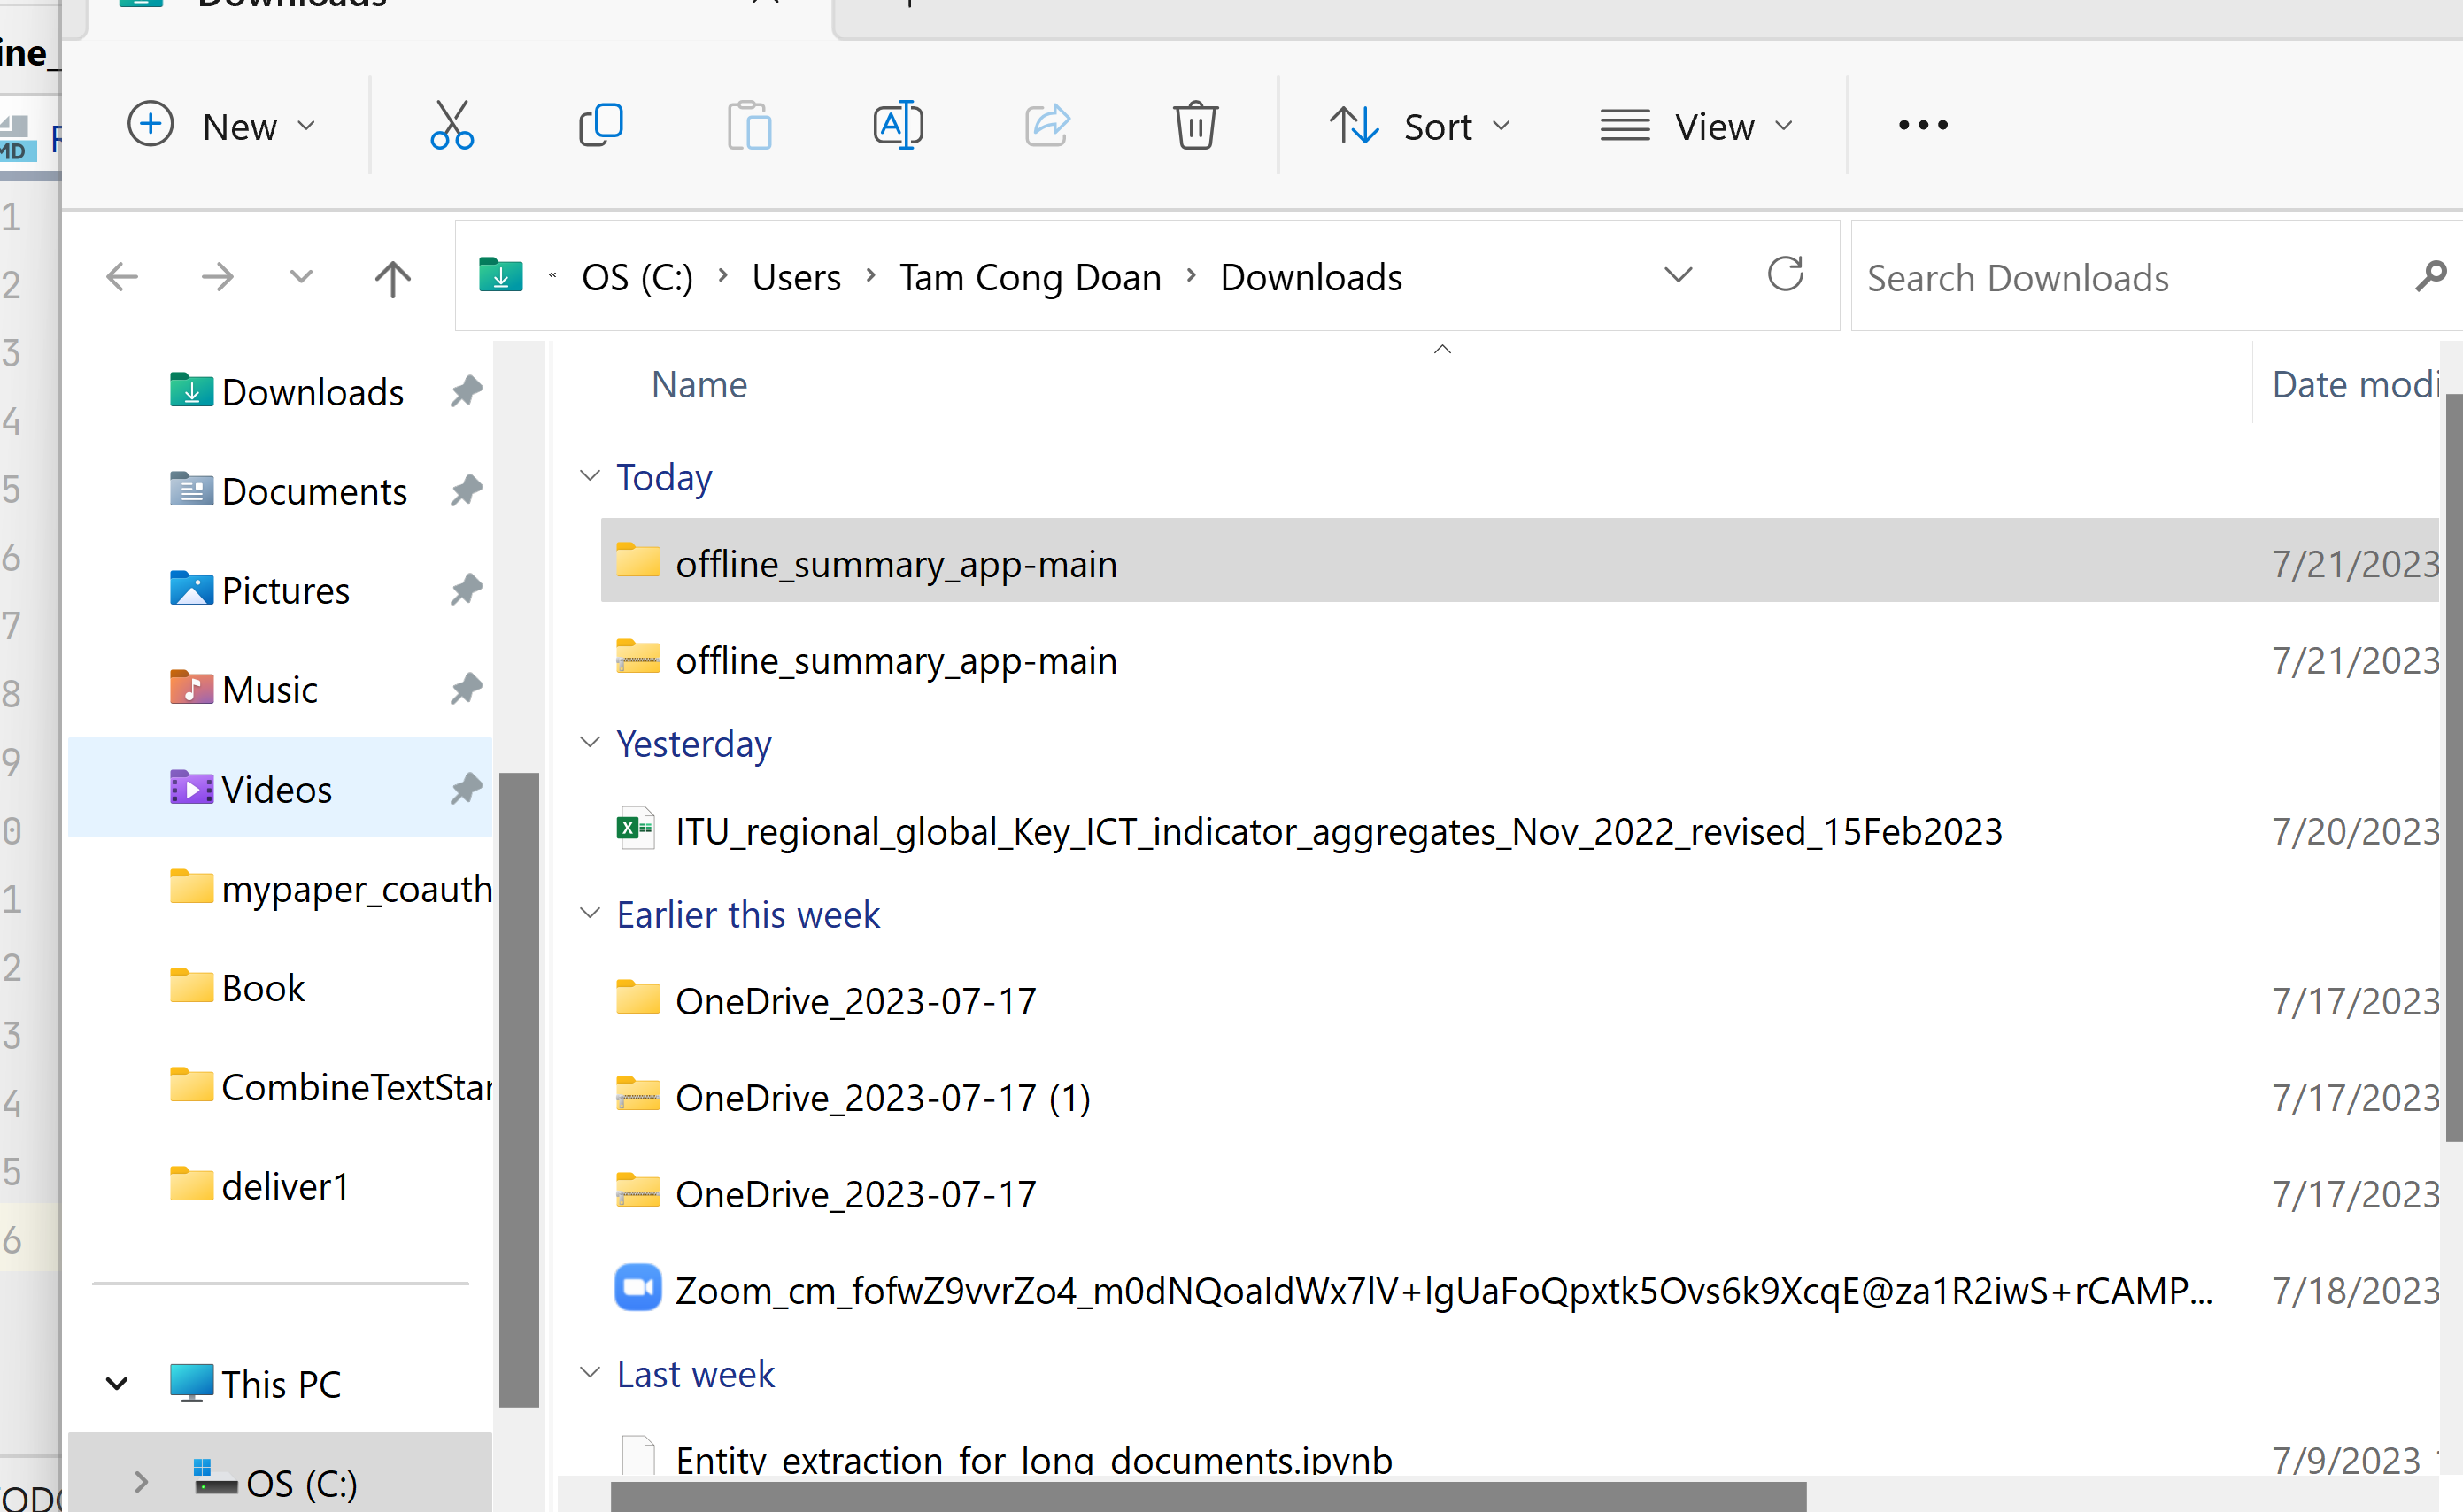 Downloads
ine_
New
Sort
View
MD
OS (C:) Users Tam Cong Doan Downloads
Search Downloads
1
2
3
4
5
6
7
8
9
0
1
2
3
4
5
6
Downloads
Documents
Pictures
Music
Videos
mypaper_coauth
Book
CombineTextStar
deliver1
This PC
OS (C:)
Name
Date modi
Today
offline_summary_app-main 7/21/2023
offline_summary_app-main 7/21/2023
Yesterday
ITU_regional_global_Key_ICT_indicator_aggregates_Nov_2022_revised_15Feb2023 7/20/2023
Earlier this week
OneDrive_2023-07-17 7/17/2023
OneDrive_2023-07-17 (1) 7/17/2023
OneDrive_2023-07-17 7/17/2023
Zoom_cm_fofwZ9vvrZo4_m0dNQoaIdWx7lV+lgUaFoQpxtk5Ovs6k9XcqE@za1R2iwS+rCAMP... 7/18/2023
Last week
Entity_extraction_for_long_documents.ipynb 7/9/2023